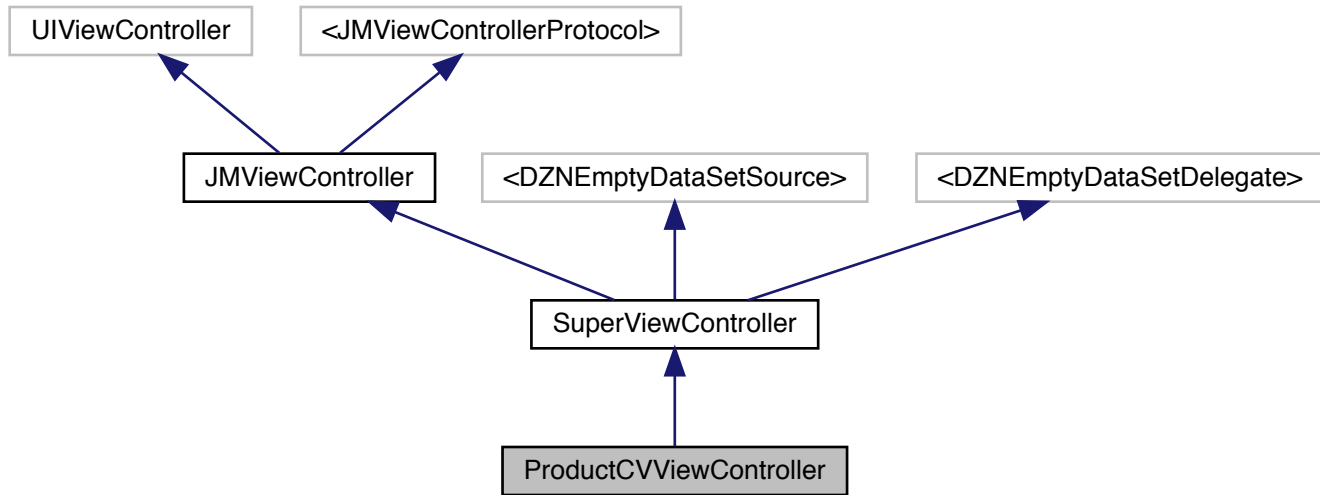 UIViewController
<JMViewControllerProtocol>
JMViewController
<DZNEmptyDataSetSource>
<DZNEmptyDataSetDelegate>
SuperViewController
ProductCVViewController